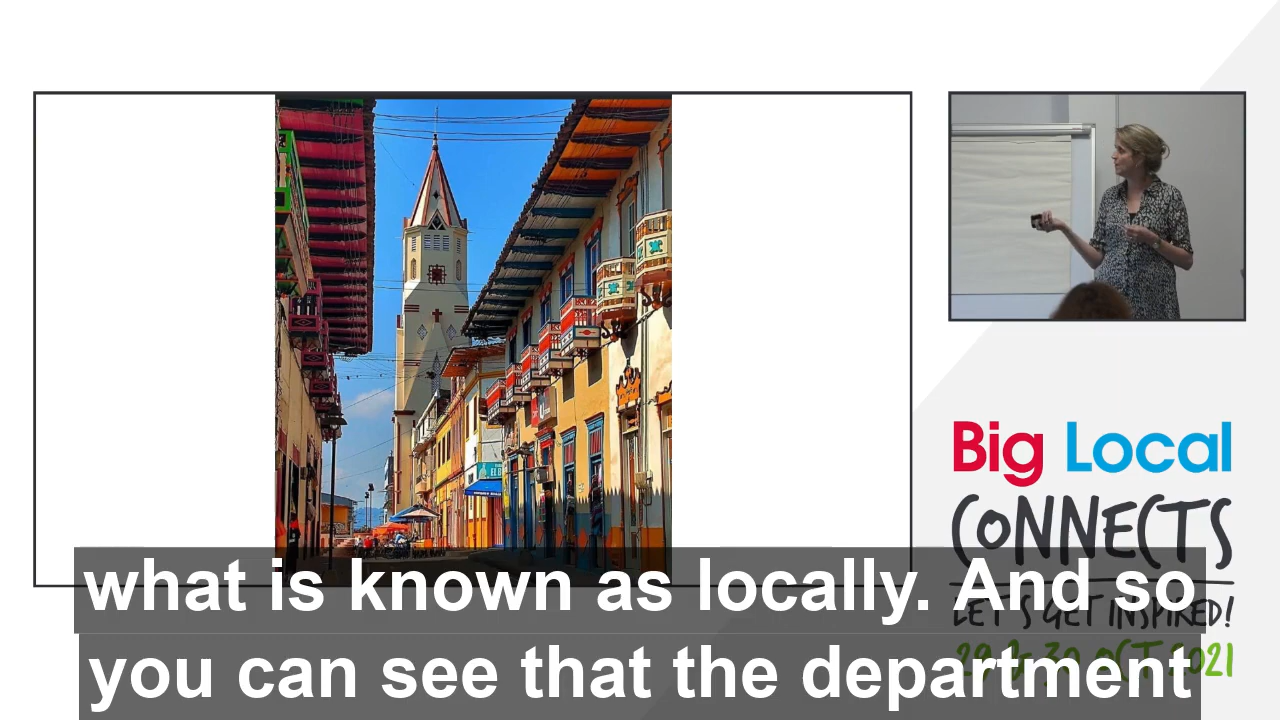 Big Local
CONNECTS
LET'S GET INSPIRED!
29 & 30 OCT 2021
what is known as locally. And so
you can see that the department